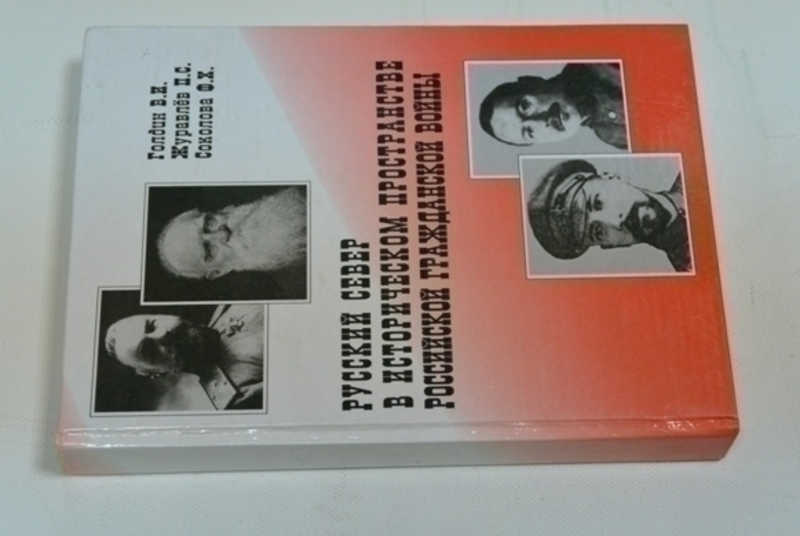 Голдин В.И.
Журавлёв П.С.
Соколова Ф.Х.
РУССКИЙ СЕВЕР
В ИСТОРИЧЕСКОМ ПРОСТРАНСТВЕ
РОССИЙСКОЙ ГРАЖДАНСКОЙ ВОЙНЫ